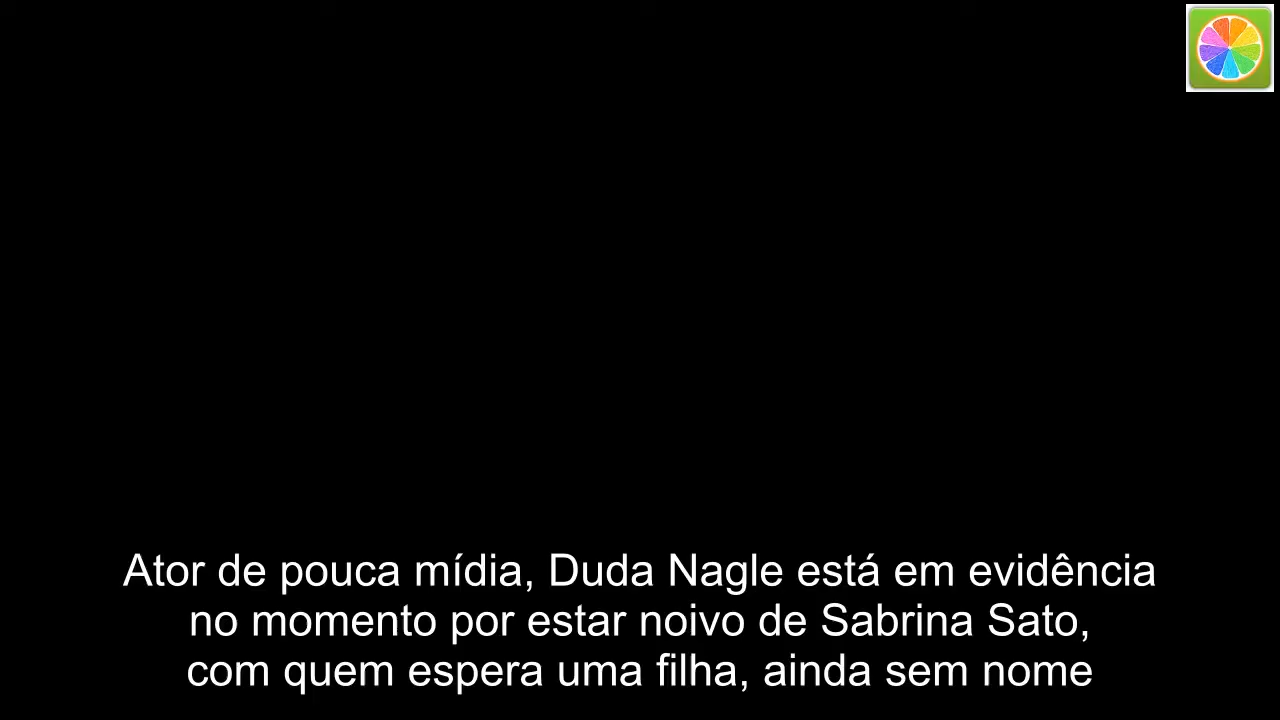 Ator de pouca mídia, Duda Nagle está em evidência
no momento por estar noivo de Sabrina Sato,
com quem espera uma filha, ainda sem nome